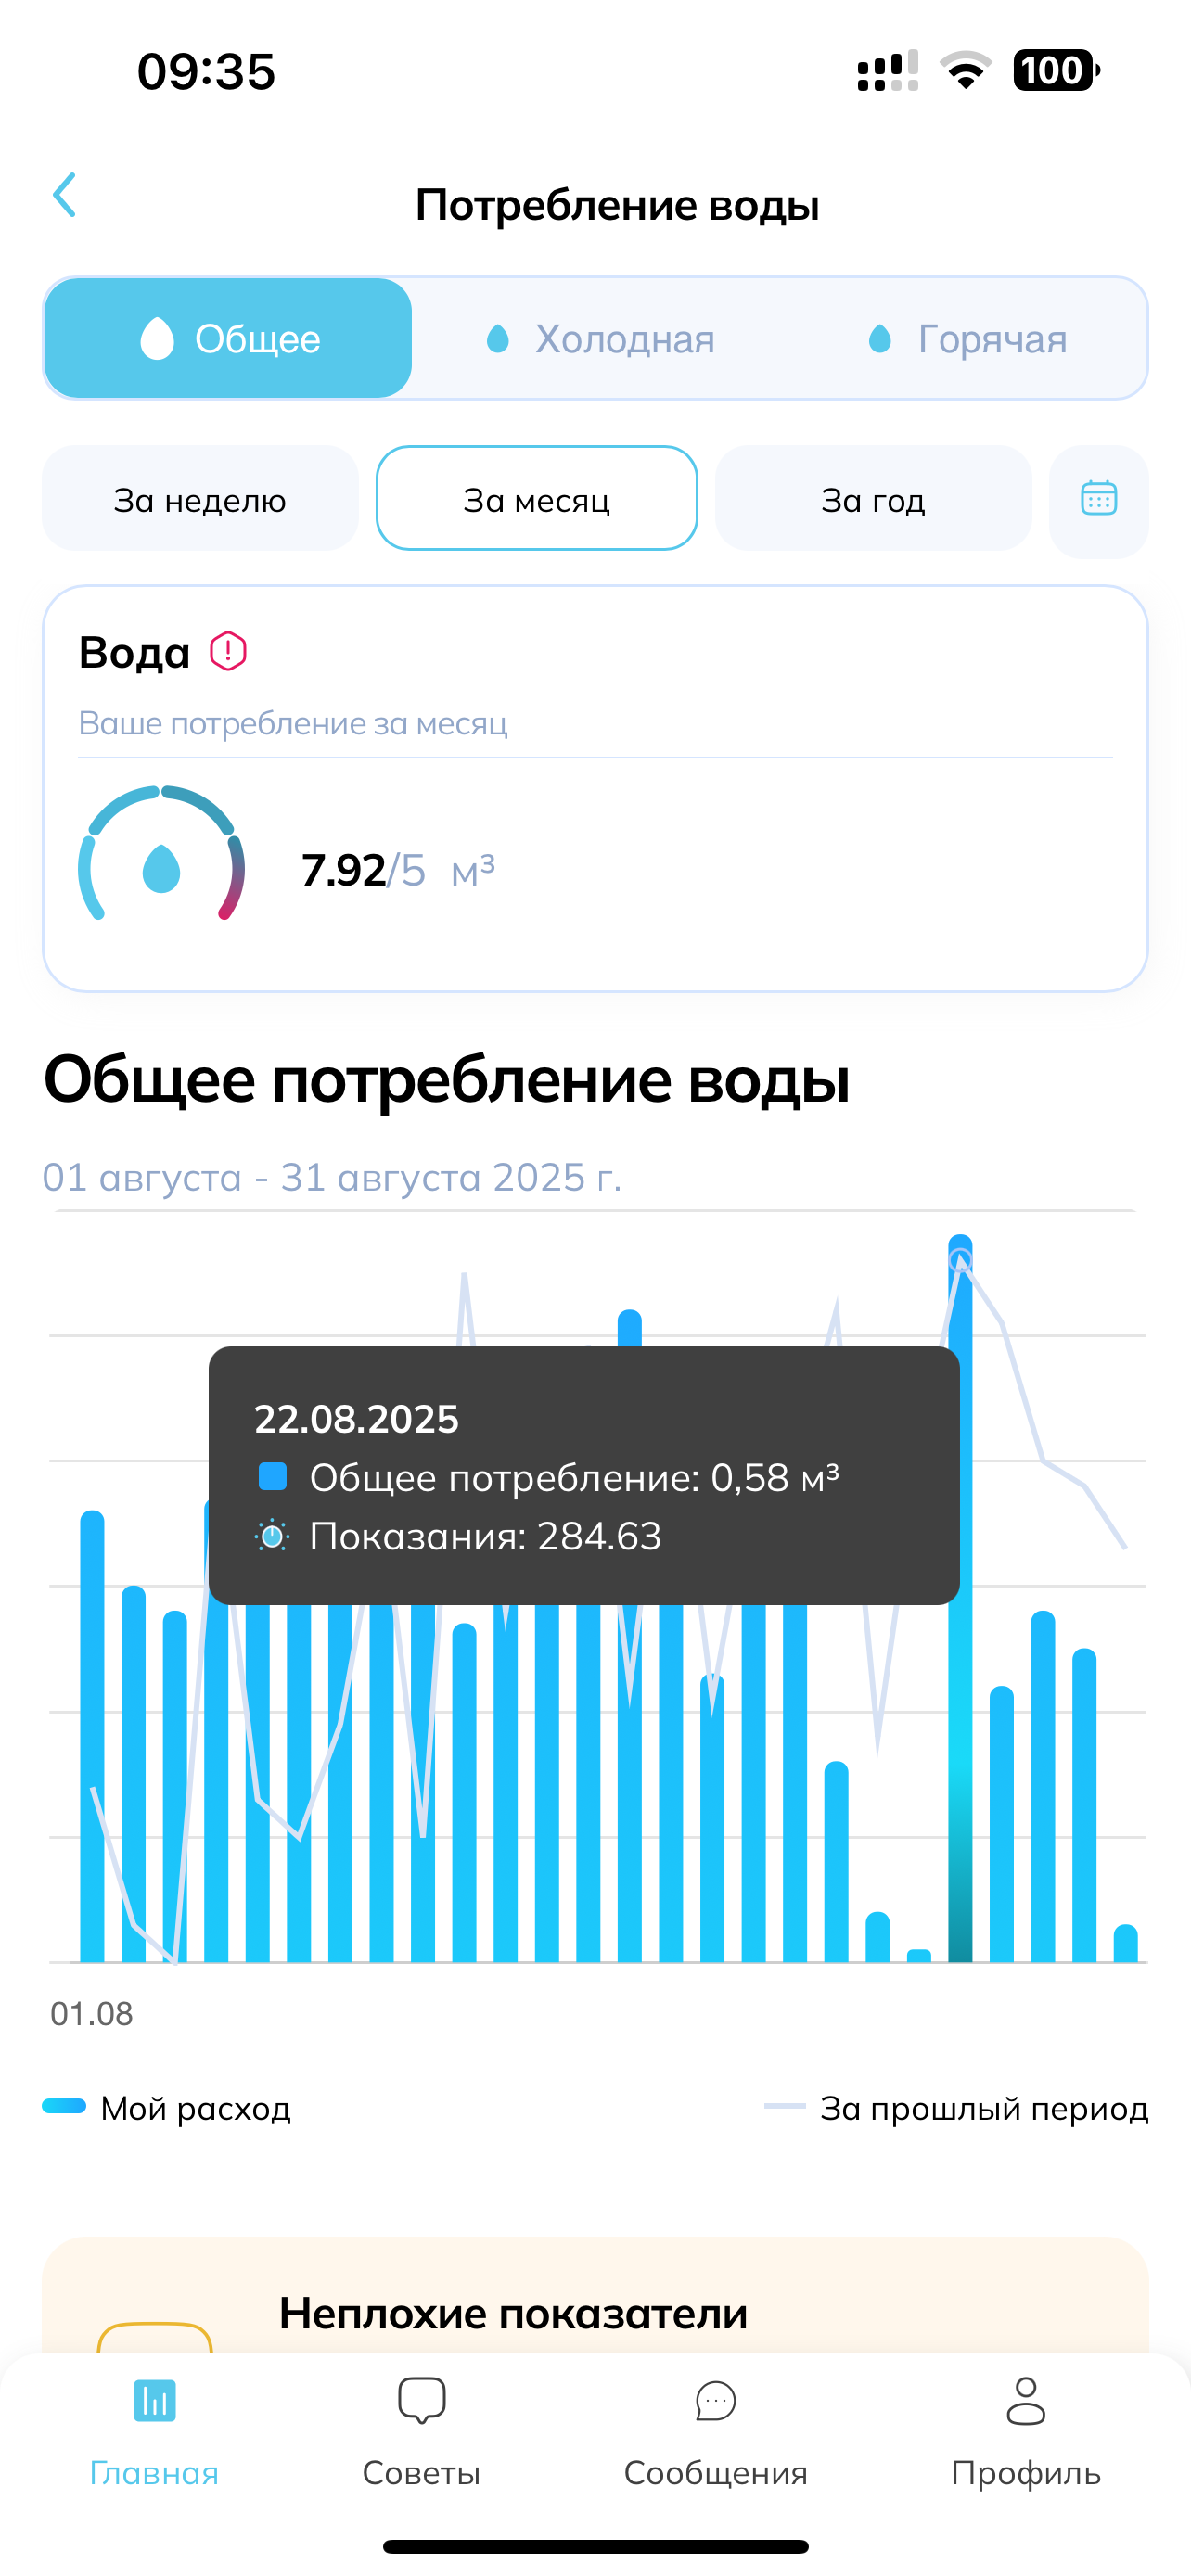 09:35
100
Потребление воды
Общее
Холодная
Горячая
За неделю
За месяц
За год
Вода
Ваше потребление за месяц
7.92/5 м³
Общее потребление воды
01 августа - 31 августа 2025 г.
22.08.2025
Общее потребление: 0,58 м³
Показания: 284.63
01.08
Мой расход
За прошлый период
Неплохие показатели
Главная
Советы
Сообщения
Профиль